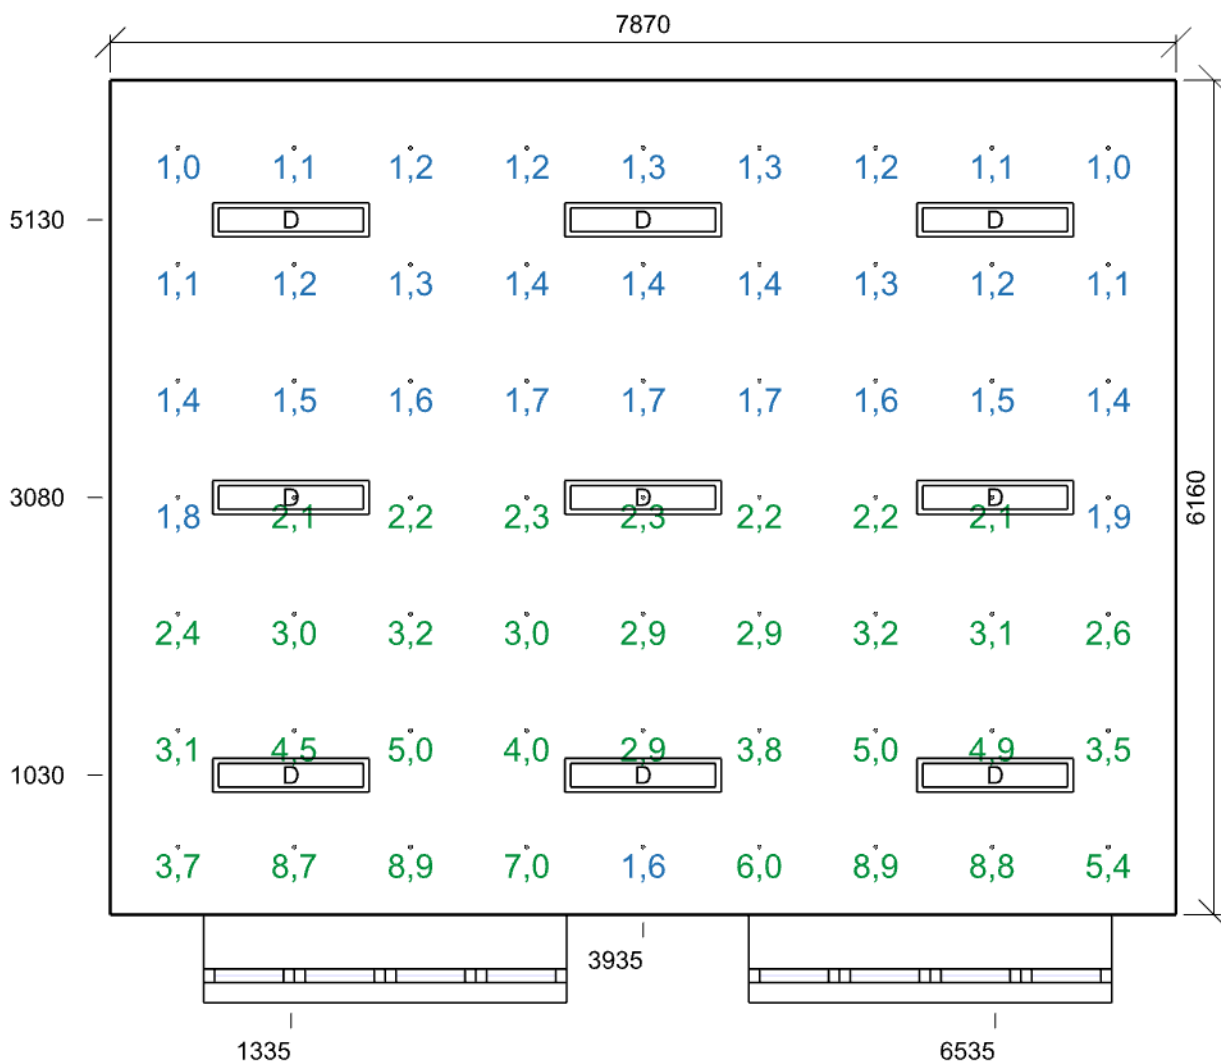 7870
1,0 1,1 1,2 1,2 1,3 1,3 1,2 1,1 1,0
5130 D D D
1,1 1,2 1,3 1,4 1,4 1,4 1,3 1,2 1,1
1,4 1,5 1,6 1,7 1,7 1,7 1,6 1,5 1,4
3080 D D D 6160
1,8 2,1 2,2 2,3 2,3 2,2 2,2 2,1 1,9
2,4 3,0 3,2 3,0 2,9 2,9 3,2 3,1 2,6
3,1 4,5 5,0 4,0 2,9 3,8 5,0 4,9 3,5
1030 D D D
3,7 8,7 8,9 7,0 1,6 6,0 8,9 8,8 5,4
3935
1335 6535